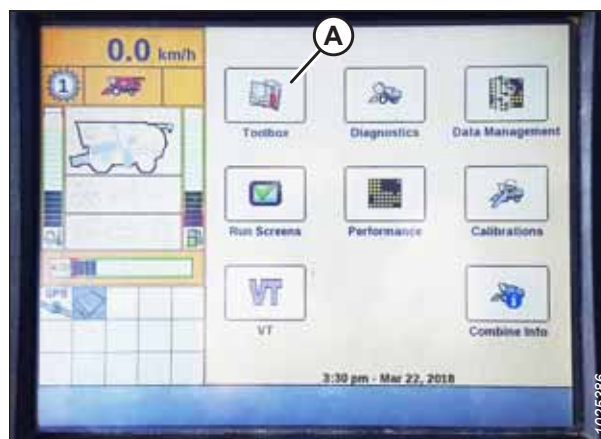 A
0.0 km/h
1
Toolbox
Diagnostics
Data Management
Run Screens
Performance
Calibrations
GPS
VT
VT
Combine Info
3:30 pm - Mar 22, 2018
1025286